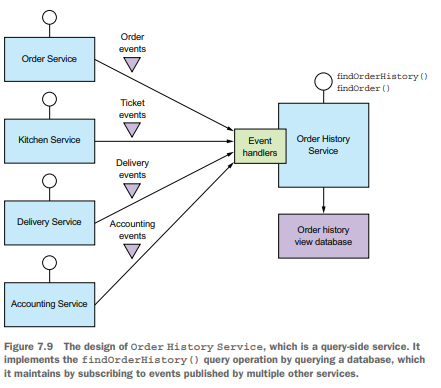 Order
events
Order Service
findOrderHistory()
findOrder()
Ticket
events
Kitchen Service
Event
handlers
Order History
Service
Delivery
events
Delivery Service
Accounting
events
Order history
view database
Accounting Service
Figure 7.9 The design of Order History Service, which is a query-side service. It
implements the findOrderHistory() query operation by querying a database, which
it maintains by subscribing to events published by multiple other services.